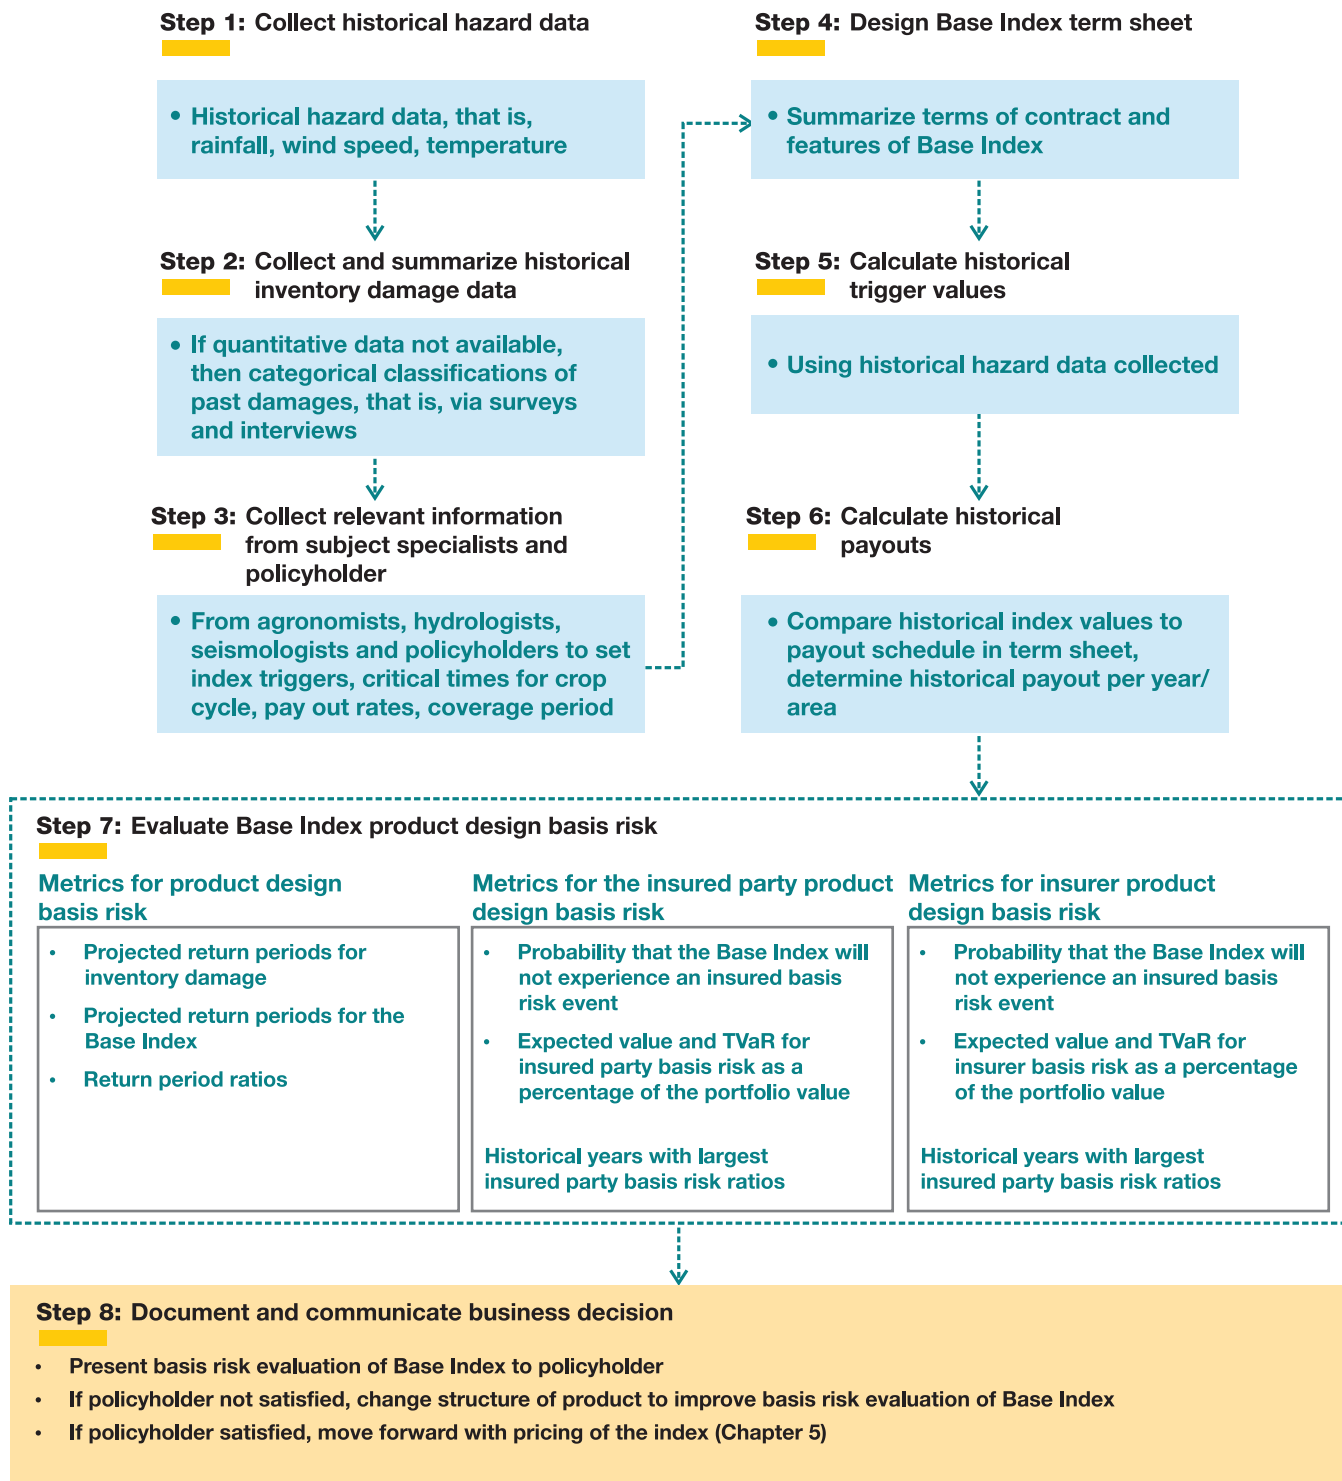 Step 1: Collect historical hazard data
• Historical hazard data, that is,
rainfall, wind speed, temperature
Step 2: Collect and summarize historical
inventory damage data
• If quantitative data not available,
then categorical classifications of
past damages, that is, via surveys
and interviews
Step 3: Collect relevant information
from subject specialists and
policyholder
• From agronomists, hydrologists,
seismologists and policyholders to set
index triggers, critical times for crop
cycle, pay out rates, coverage period
Step 4: Design Base Index term sheet
• Summarize terms of contract and
features of Base Index
Step 5: Calculate historical
trigger values
• Using historical hazard data collected
Step 6: Calculate historical
payouts
• Compare historical index values to
payout schedule in term sheet,
determine historical payout per year/
area
Step 7: Evaluate Base Index product design basis risk
Metrics for product design
basis risk
• Projected return periods for
inventory damage
• Projected return periods for the
Base Index
• Return period ratios
Metrics for the insured party product
design basis risk
• Probability that the Base Index will
not experience an insured basis
risk event
• Expected value and TVaR for
insured party basis risk as a
percentage of the portfolio value
Historical years with largest
insured party basis risk ratios
Metrics for insurer product
design basis risk
• Probability that the Base Index will
not experience an insured basis
risk event
• Expected value and TVaR for
insurer basis risk as a percentage
of the portfolio value
Historical years with largest
insured party basis risk ratios
Step 8: Document and communicate business decision
• Present basis risk evaluation of Base Index to policyholder
• If policyholder not satisfied, change structure of product to improve basis risk evaluation of Base Index
• If policyholder satisfied, move forward with pricing of the index (Chapter 5)